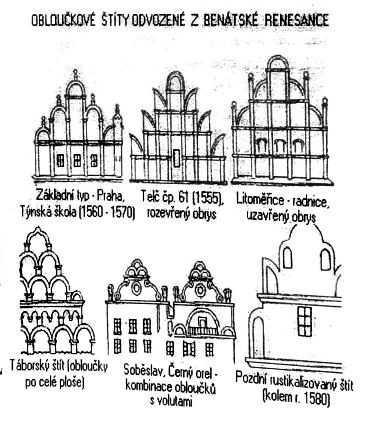 OBLOUČKOVÉ ŠTÍTY ODVOZENÉ Z BENÁTSKÉ RENESANCE
Základní typ - Praha,
Týnská škola (1560 - 1570)
Telč čp. 61 (1555),
rozevřený obrys
Litoměřice - radnice,
uzavřený obrys
Táborský štít (obloučky
po celé ploše)
Soběslav, Černý orel -
kombinace obloučků
s volutami
Pozdní rustikalizovaný štít
(kolem r. 1580)